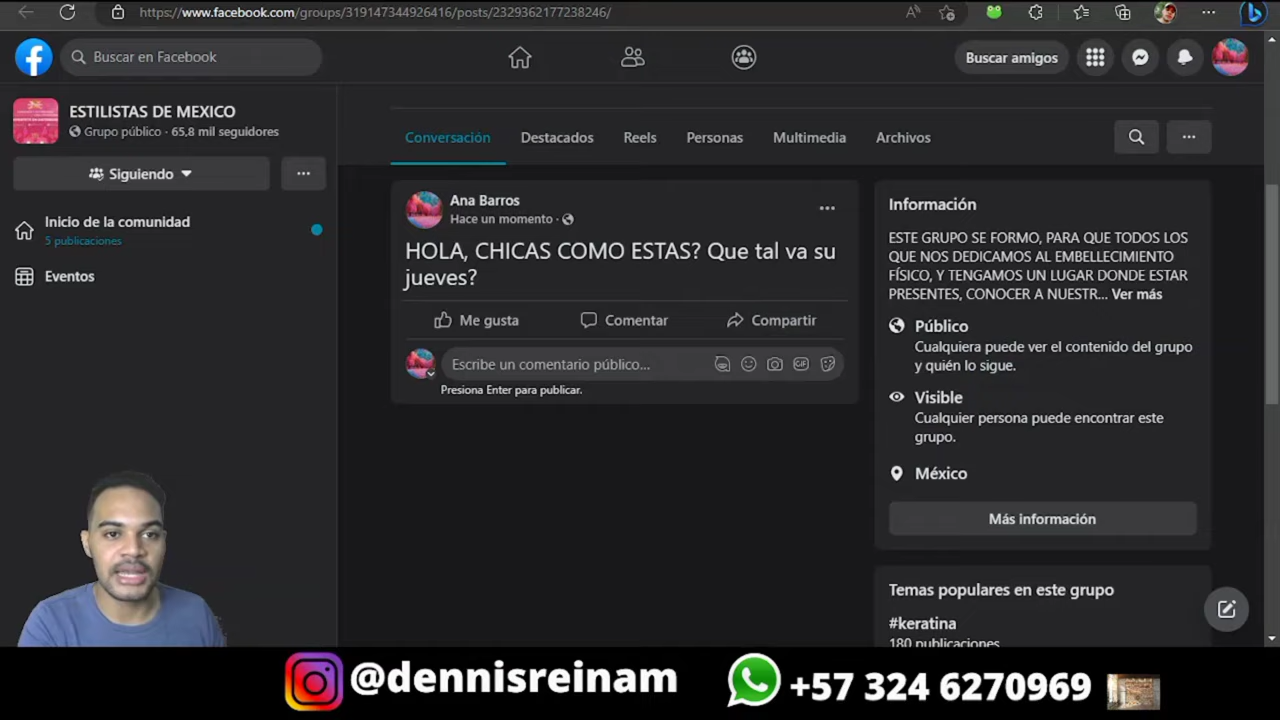 https://www.facebook.com/groups/319147344926416/posts/2329362177238246/
Buscar en Facebook
Buscar amigos
ESTILISTAS DE MEXICO
Grupo público · 65,8 mil seguidores
Siguiendo
Inicio de la comunidad
5 publicaciones
Eventos
Conversación Destacados Reels Personas Multimedia Archivos
Ana Barros
Hace un momento ·
HOLA, CHICAS COMO ESTAS? Que tal va su
jueves?
Me gusta Comentar Compartir
Escribe un comentario público...
GIF
Presiona Enter para publicar.
Información
ESTE GRUPO SE FORMO, PARA QUE TODOS LOS
QUE NOS DEDICAMOS AL EMBELLECIMIENTO
FÍSICO, Y TENGAMOS UN LUGAR DONDE ESTAR
PRESENTES, CONOCER A NUESTR... Ver más
Público
Cualquiera puede ver el contenido del grupo
y quién lo sigue.
Visible
Cualquier persona puede encontrar este
grupo.
México
Más información
Temas populares en este grupo
#keratina
180 publicaciones
@dennisreinam
+57 324 6270969